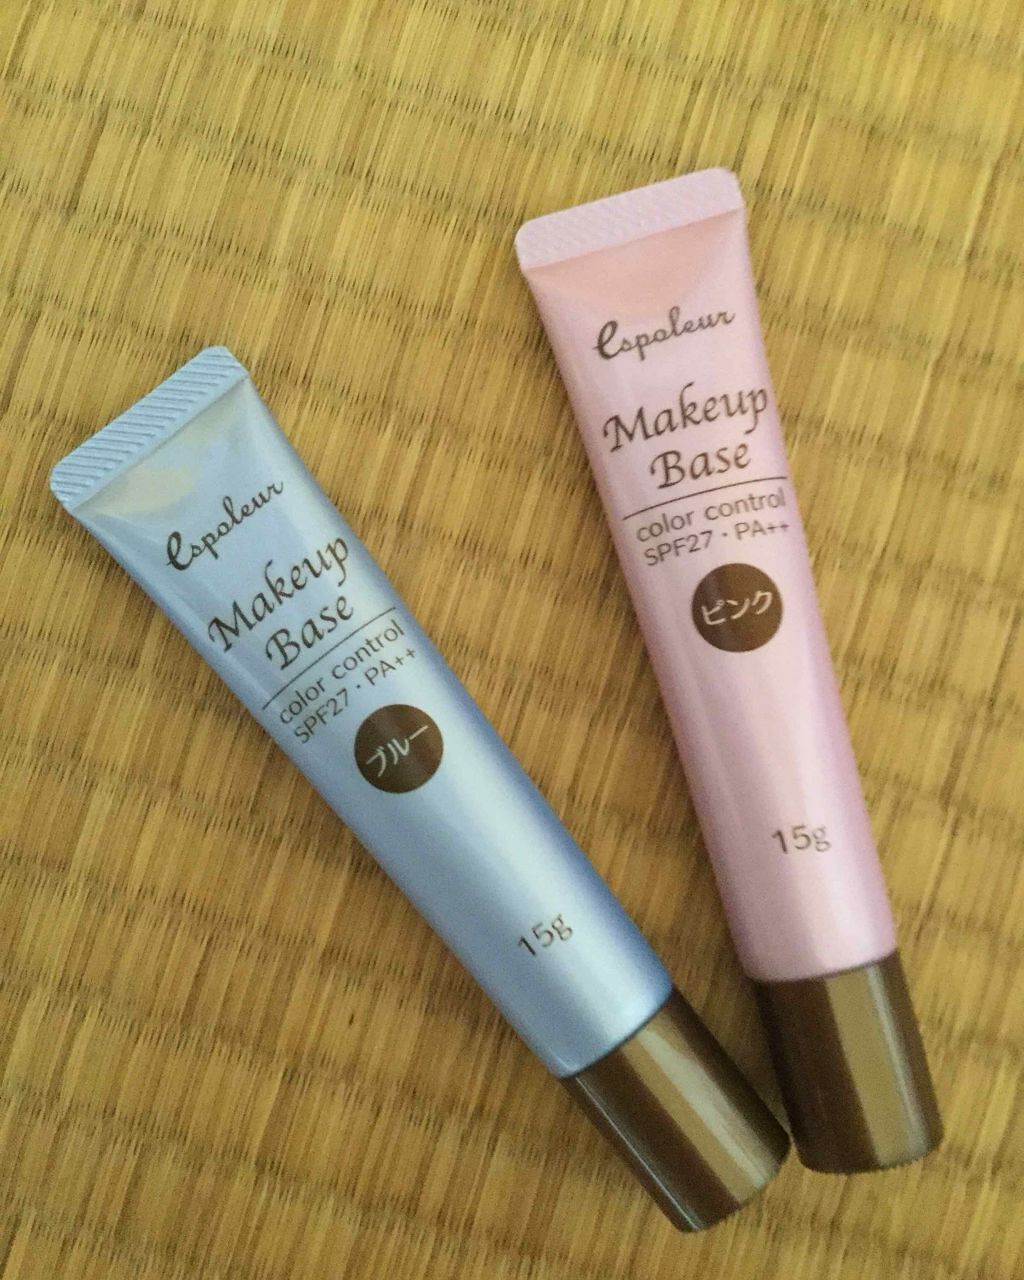 espoleur
Makeup
Base
color control
SPF27・PA++
ブルー
15g
espoleur
Makeup
Base
color control
SPF27・PA++
ピンク
15g